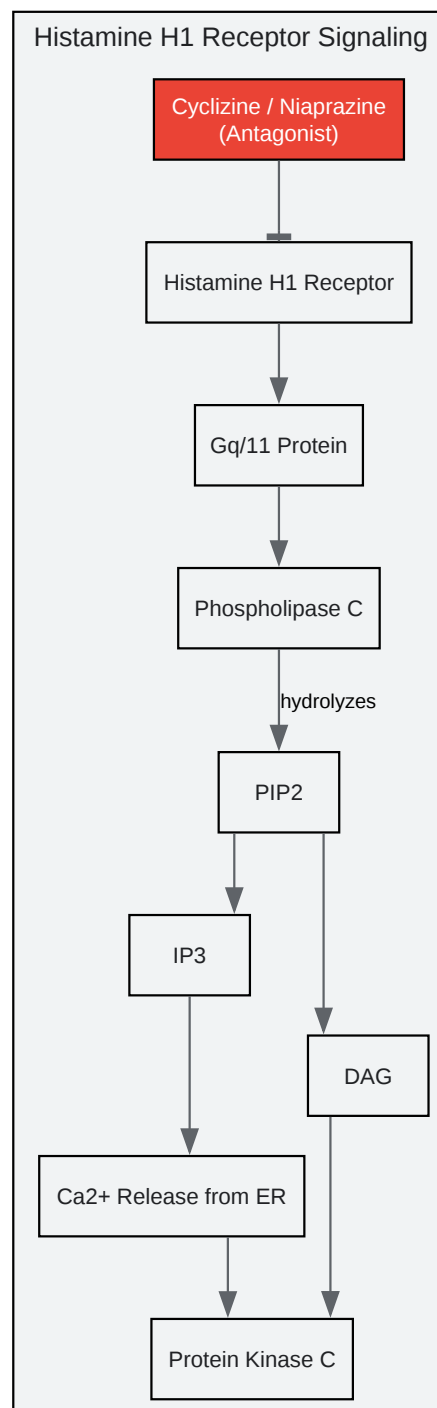 Histamine H1 Receptor Signaling
Cyclizine / Niaprazine
(Antagonist)
Histamine H1 Receptor
Gq/11 Protein
Phospholipase C
hydrolyzes
PIP2
IP3
DAG
Ca2+ Release from ER
Protein Kinase C